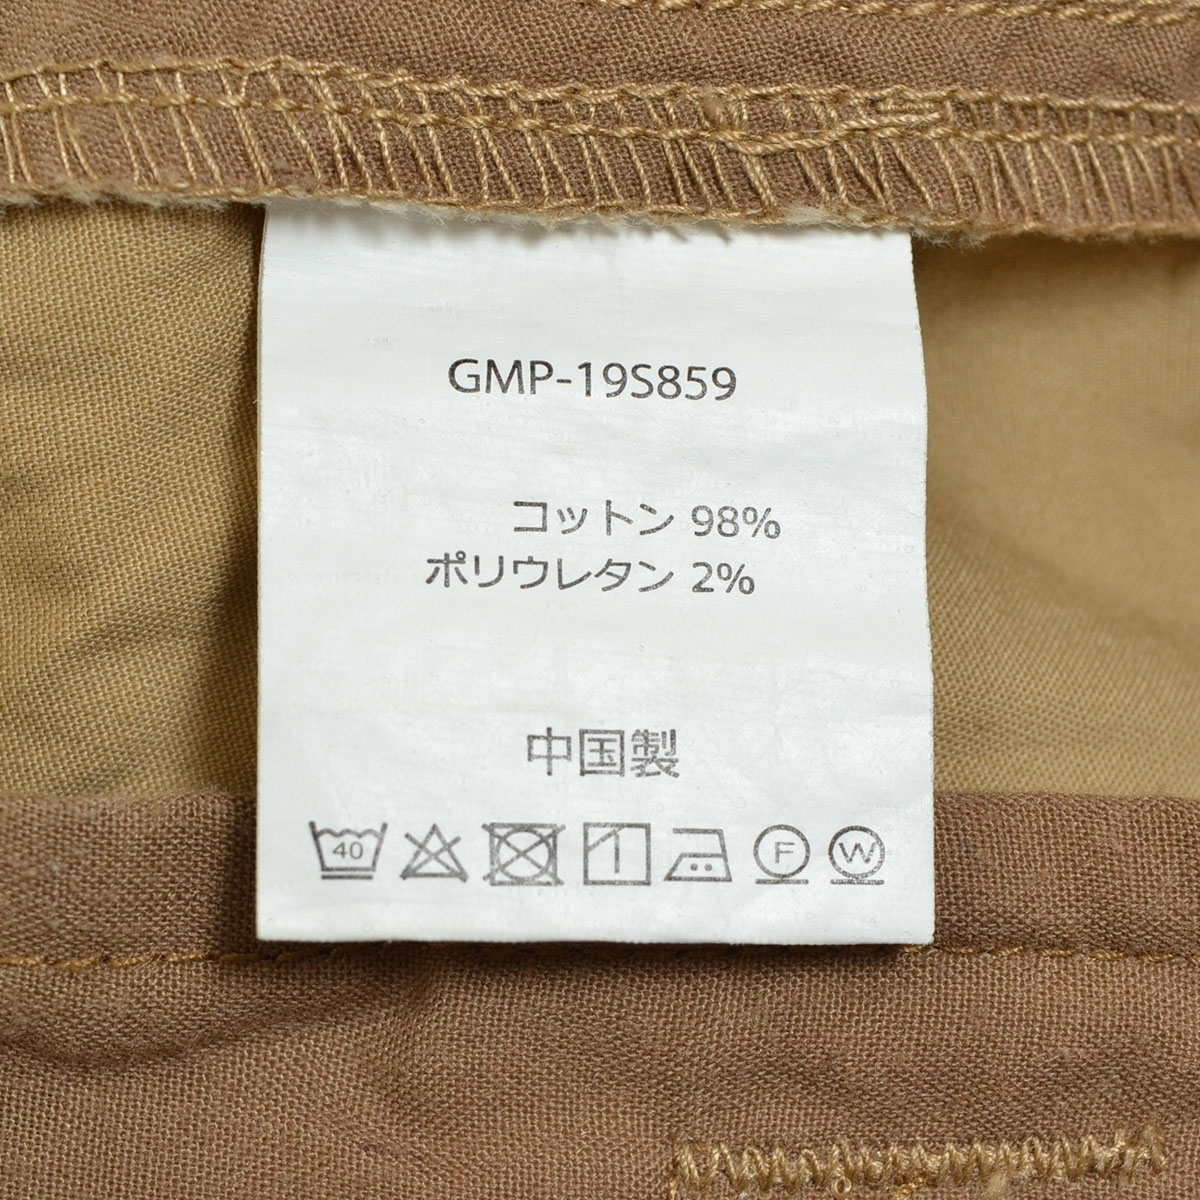 GMP-19S859
コットン 98%
ポリウレタン 2%
中国製
40 F W